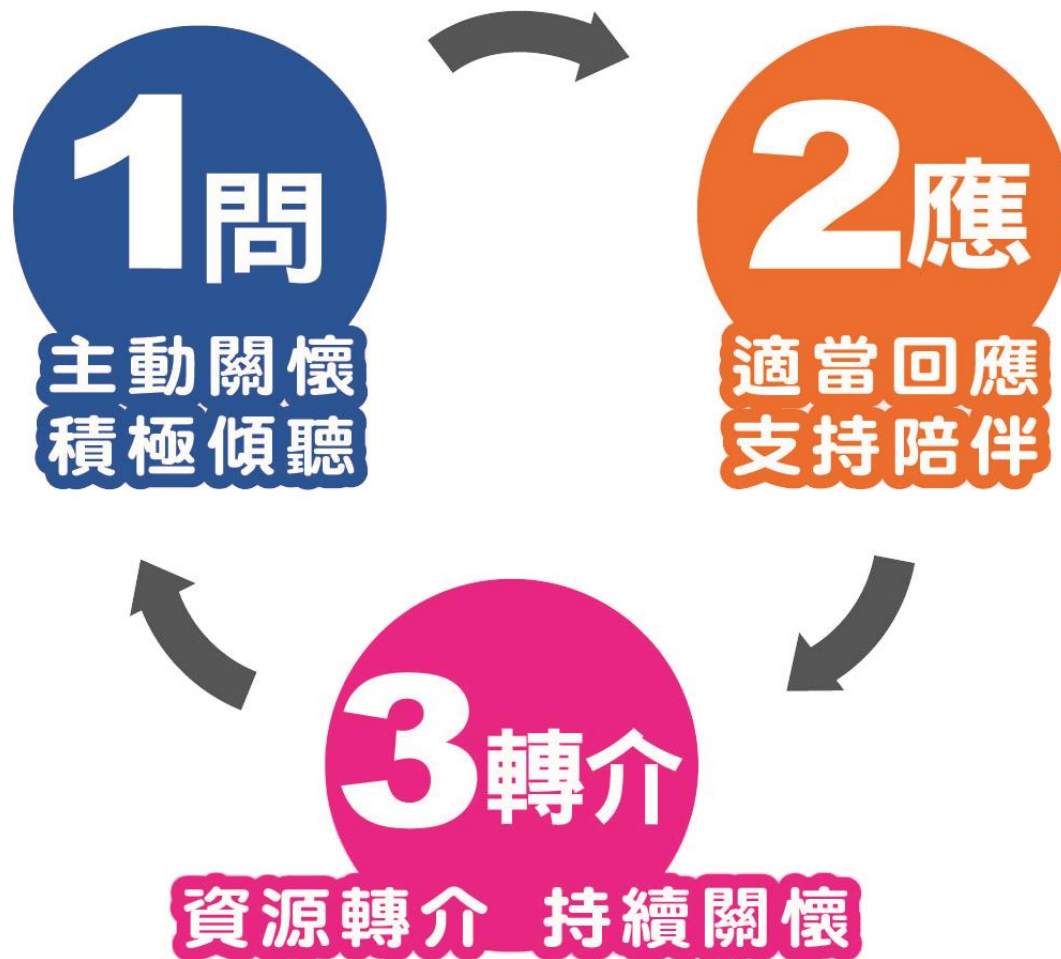 1問
主動關懷
積極傾聽
2應
適當回應
支持陪伴
3轉介
資源轉介 持續關懷